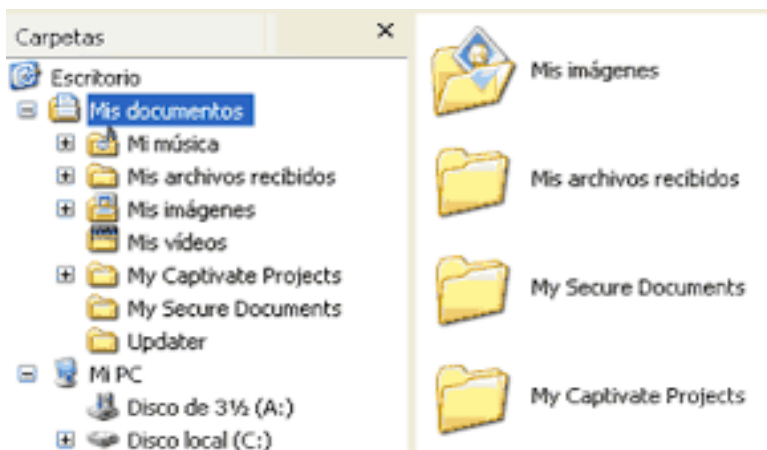 Carpetas
Escritorio
Mis documentos
Mi música
Mis archivos recibidos
Mis imágenes
Mis vídeos
My Captivate Projects
My Secure Documents
Updater
Mi PC
Disco de 3½ (A:)
Disco local (C:)
Mis imágenes
Mis archivos recibidos
My Secure Documents
My Captivate Projects